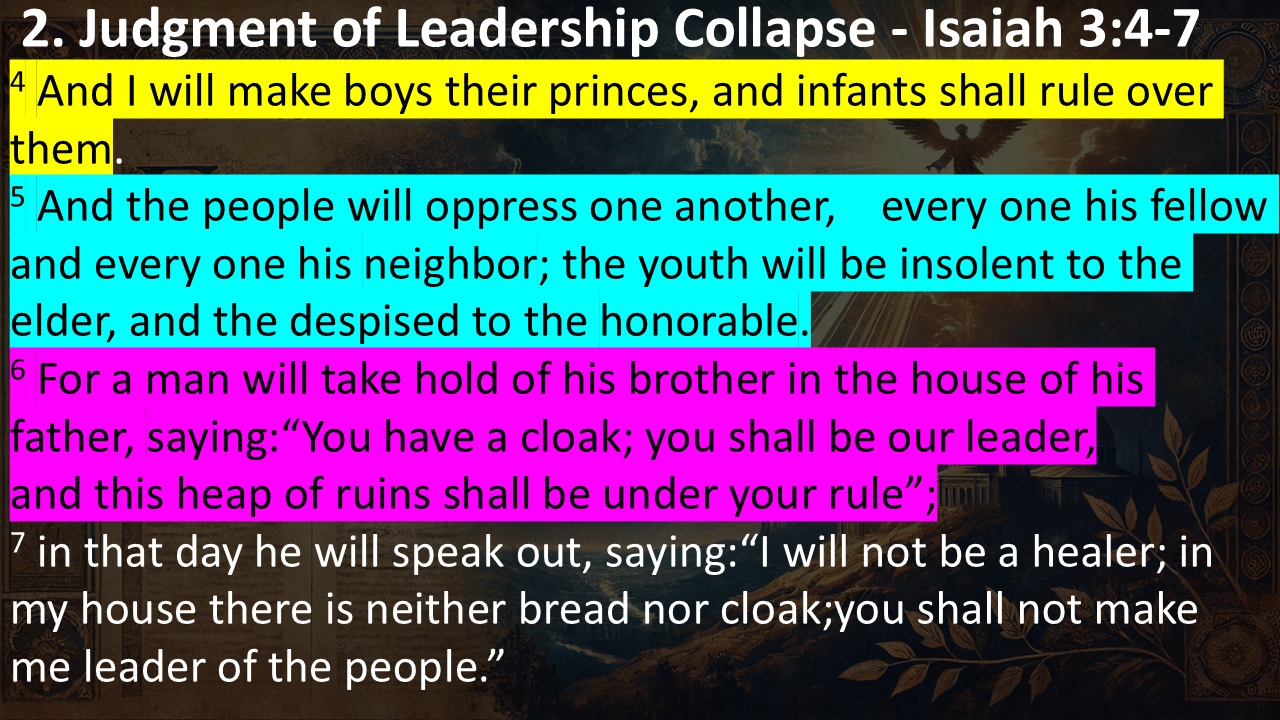 2. Judgment of Leadership Collapse - Isaiah 3:4-7
4 And I will make boys their princes, and infants shall rule over
them.
5 And the people will oppress one another, every one his fellow
and every one his neighbor; the youth will be insolent to the
elder, and the despised to the honorable.
6 For a man will take hold of his brother in the house of his
father, saying:“You have a cloak; you shall be our leader,
and this heap of ruins shall be under your rule”;
7 in that day he will speak out, saying:“I will not be a healer; in
my house there is neither bread nor cloak;you shall not make
me leader of the people.”